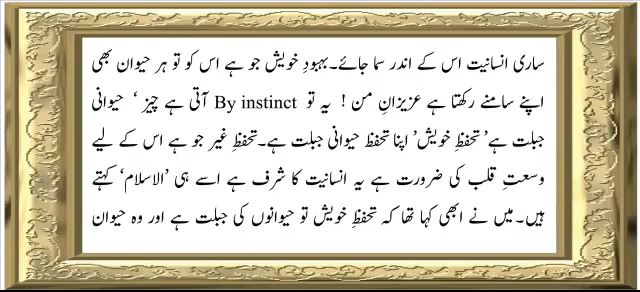 ساری انسانیت اس کے اندر سما جائے۔بہبودِ خویش جو ہے اس کو تو ہر حیوان بھی
اپنے سامنے رکھتا ہے عزیزانِ من ! یہ تو By instinct آتی ہے چیز ‘ حیوانی
جبلت ہے’ تحفظِ خویش’ اپنا تحفظ حیوانی جبلت ہے۔تحفظِ غیر جو ہے اس کے لیے
وسعتِ قلب کی ضرورت ہے یہ انسانیت کا شرف ہے اسے ہی ’الاسلام‘ کہتے
ہیں۔میں نے ابھی کہا تھا کہ تحفظِ خویش تو حیوانوں کی جبلت ہے اور وہ حیوان